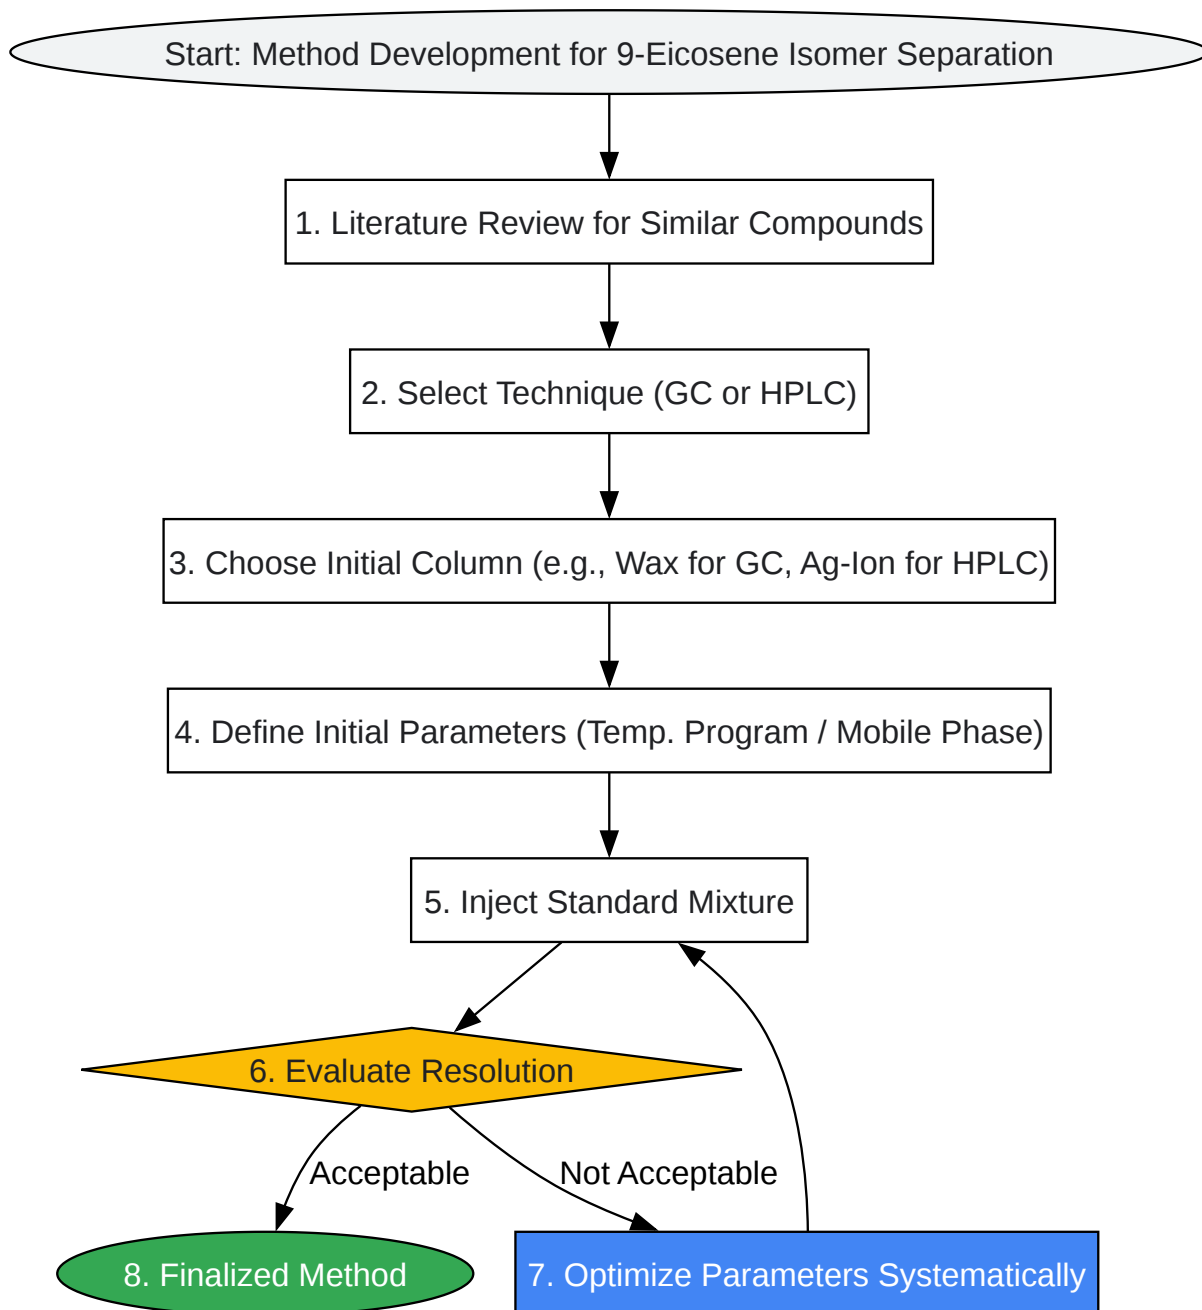 Start: Method Development for 9-Eicosene Isomer Separation
1. Literature Review for Similar Compounds
2. Select Technique (GC or HPLC)
3. Choose Initial Column (e.g., Wax for GC, Ag-Ion for HPLC)
4. Define Initial Parameters (Temp. Program / Mobile Phase)
5. Inject Standard Mixture
6. Evaluate Resolution
Acceptable
Not Acceptable
8. Finalized Method
7. Optimize Parameters Systematically